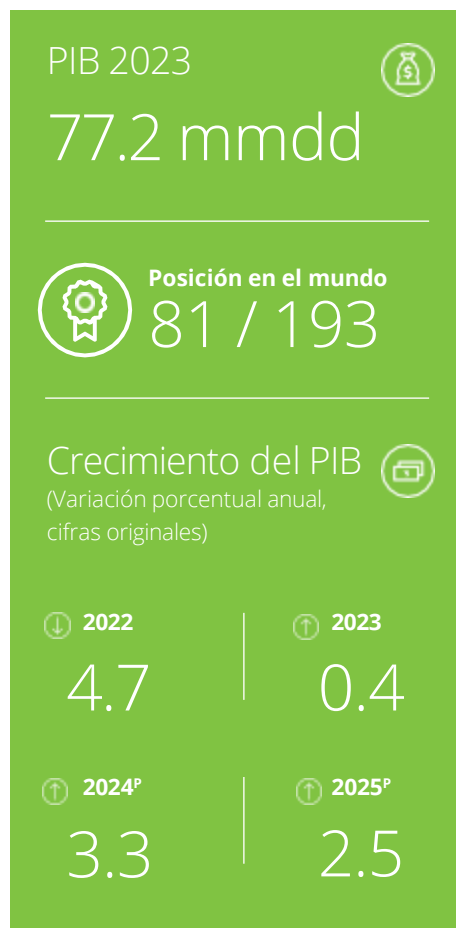 PIB 2023
$
77.2 mmdd
Posición en el mundo
81 / 193
Crecimiento del PIB
(Variación porcentual anual,
cifras originales)
2022
2023
4.7
0.4
2024ᴾ
2025ᴾ
3.3
2.5